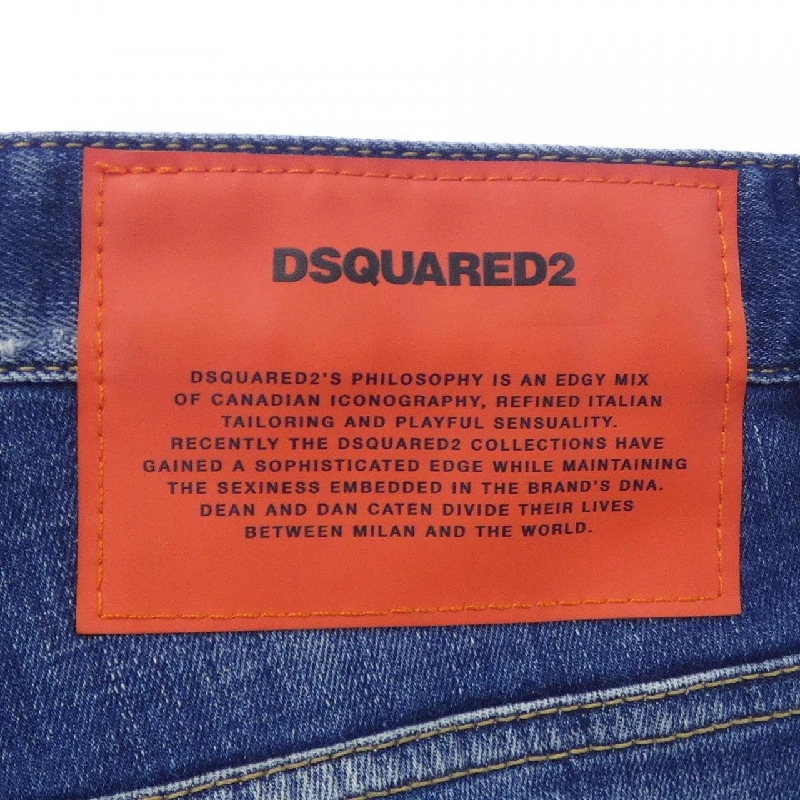 DSQUARED2
DSQUARED2'S PHILOSOPHY IS AN EDGY MIX
OF CANADIAN ICONOGRAPHY, REFINED ITALIAN
TAILORING AND PLAYFUL SENSUALITY.
RECENTLY THE DSQUARED2 COLLECTIONS HAVE
GAINED A SOPHISTICATED EDGE WHILE MAINTAINING
THE SEXINESS EMBEDDED IN THE BRAND'S DNA.
DEAN AND DAN CATEN DIVIDE THEIR LIVES
BETWEEN MILAN AND THE WORLD.